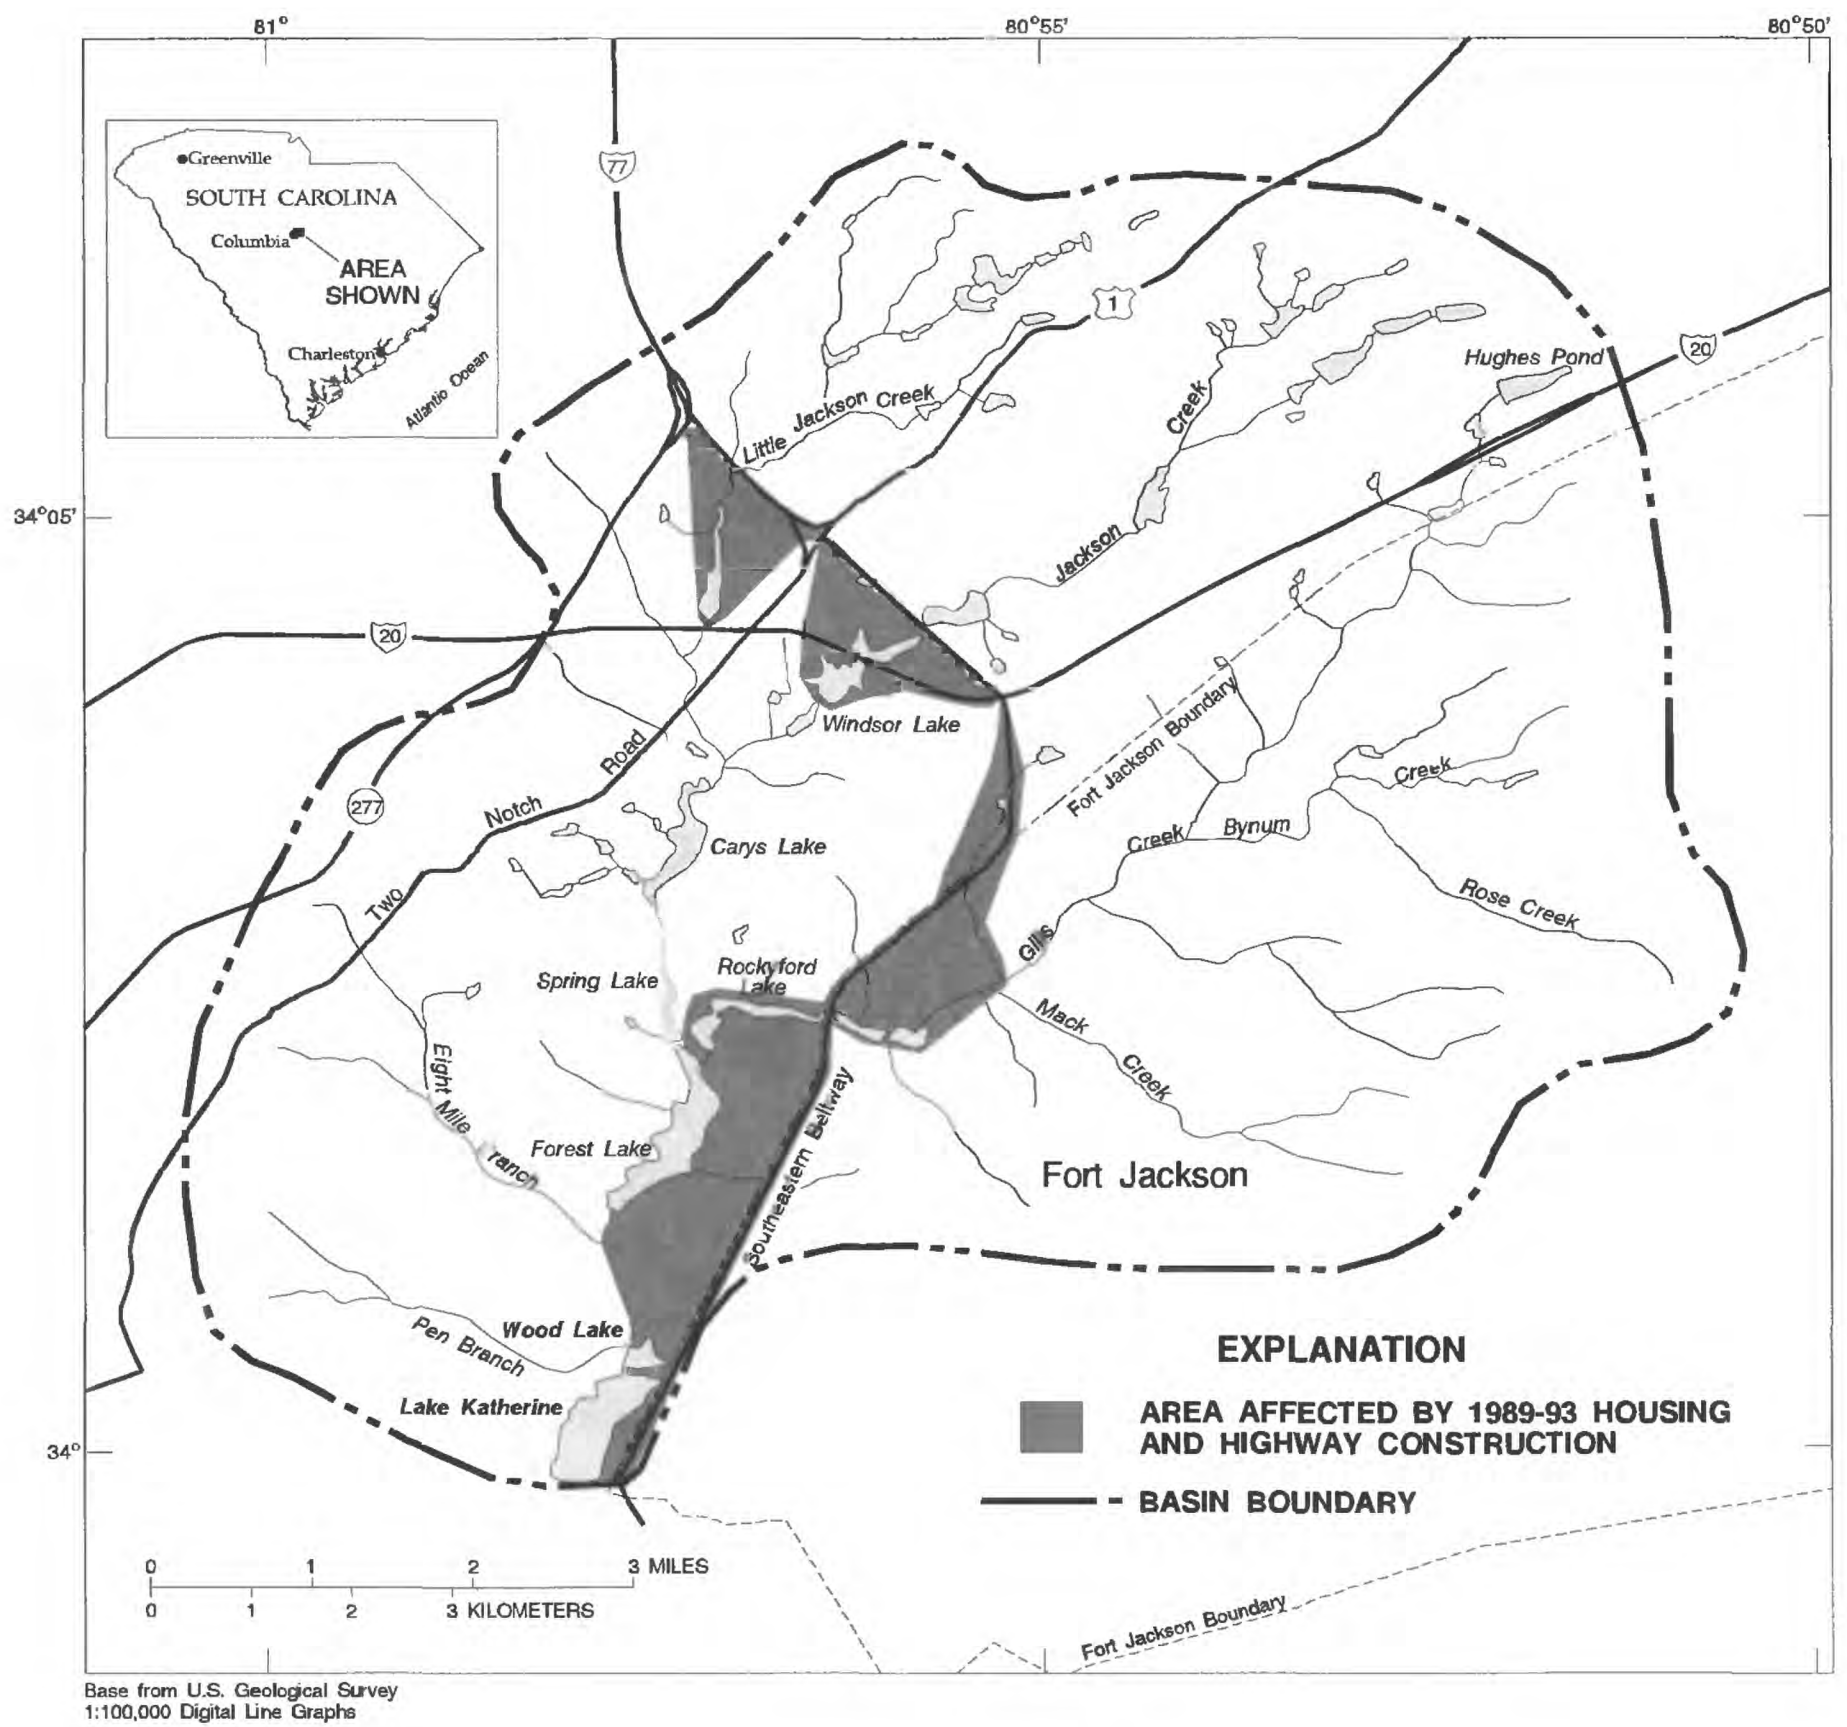 81°
80°55'
80°50'
77
Greenville
SOUTH CAROLINA
Columbia
AREA
SHOWN
Charleston
Atlantic Ocean
1
20
Hughes Pond
Little Jackson Creek
Jackson Creek
34°05'
20
Windsor Lake
Fort Jackson Boundary
277
Two Notch Road
Carys Lake
Creek
Gills Creek
Bynum
Rose Creek
Spring Lake
Rockyford
Lake
Mack Creek
Eight Mile
ranch
Forest Lake
Southeastern Beltway
Fort Jackson
Pen Branch
Wood Lake
Lake Katherine
34°
EXPLANATION
AREA AFFECTED BY 1989-93 HOUSING
AND HIGHWAY CONSTRUCTION
BASIN BOUNDARY
0 1 2 3 MILES
0 1 2 3 KILOMETERS
Fort Jackson Boundary
Base from U.S. Geological Survey
1:100,000 Digital Line Graphs